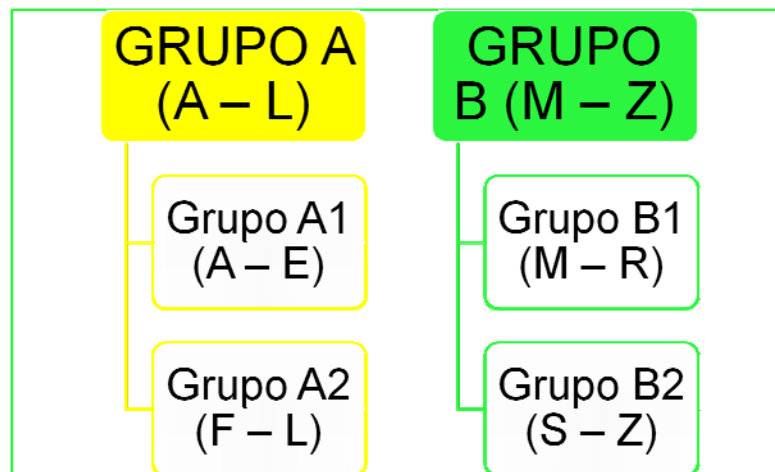 GRUPO A
(A – L)
Grupo A1
(A – E)
Grupo A2
(F – L)
GRUPO
B (M – Z)
Grupo B1
(M – R)
Grupo B2
(S – Z)